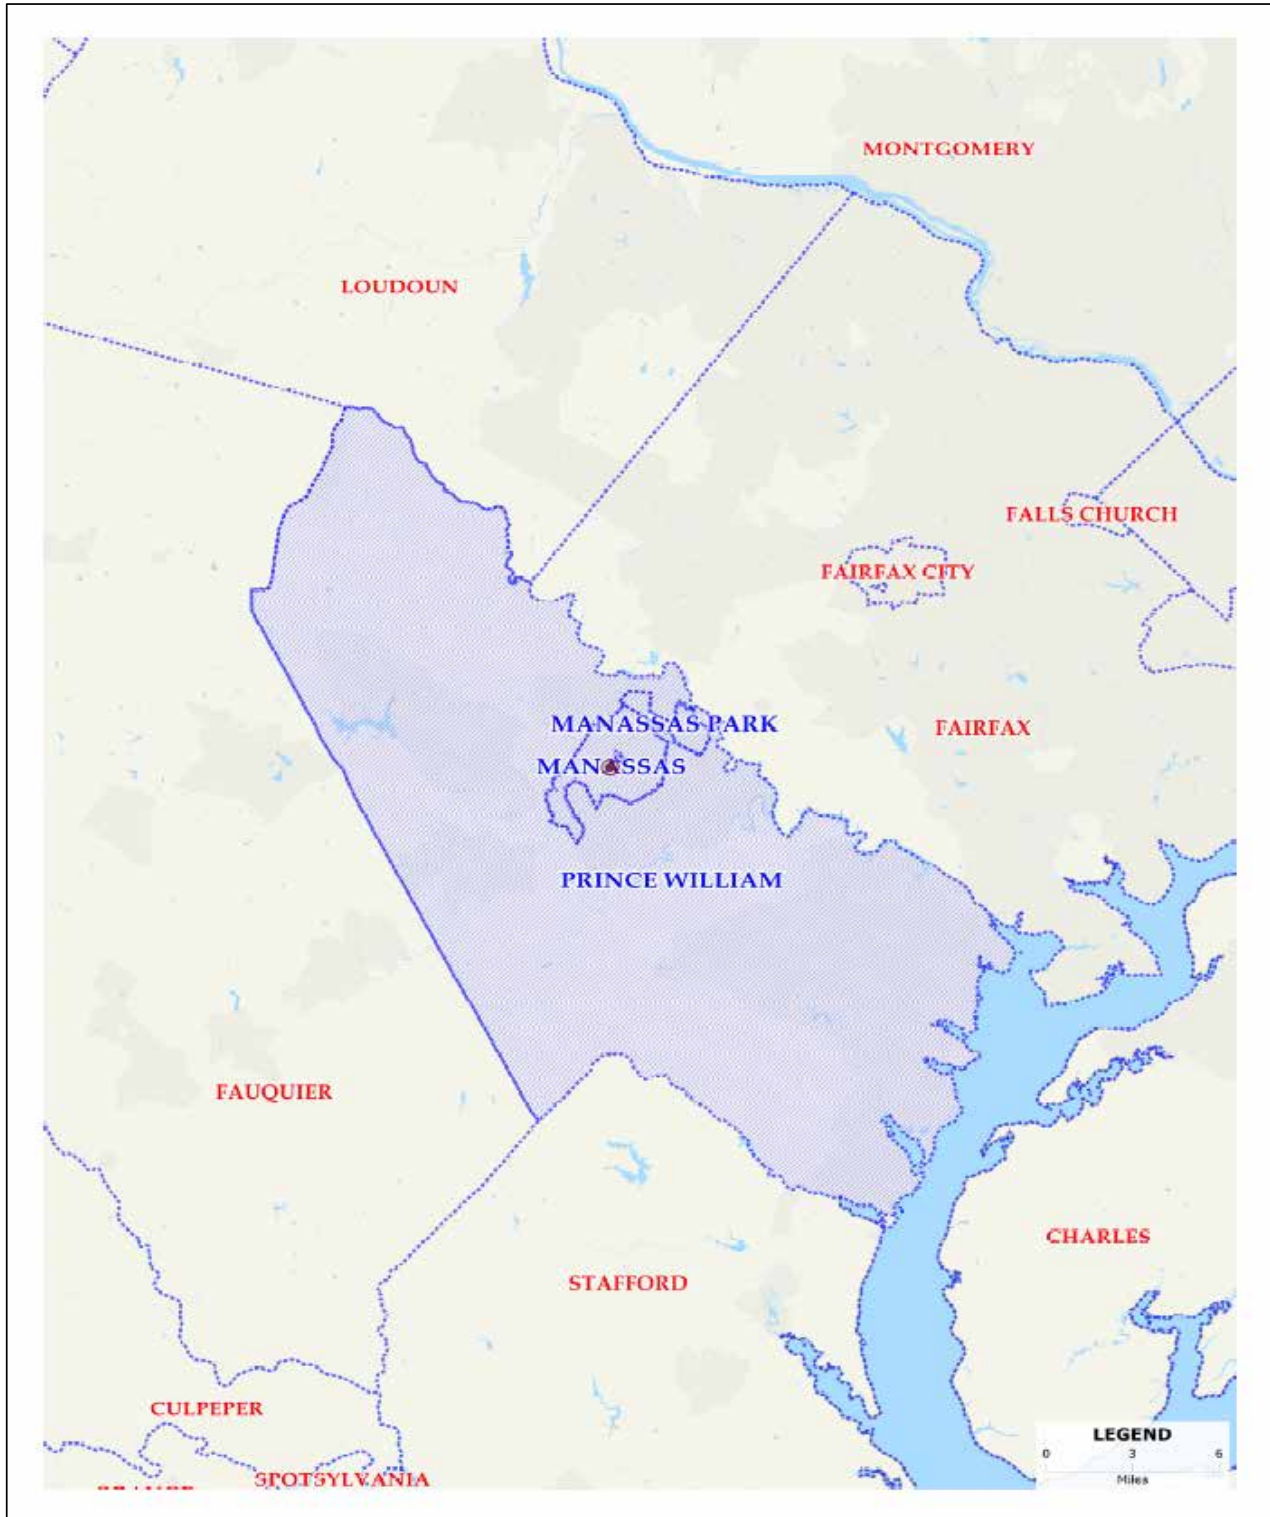 MONTGOMERY
LOUDOUN
FALLS CHURCH
FAIRFAX CITY
MANASSAS PARK
FAIRFAX
MANASSAS
PRINCE WILLIAM
FAUQUIER
CHARLES
STAFFORD
CULPEPER
LEGEND
0 3 6
Miles
SPOTSYLVANIA